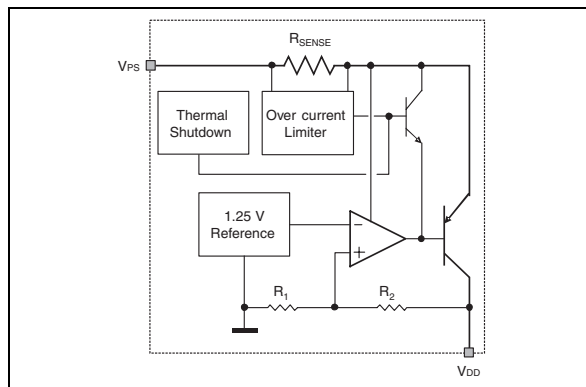 RSENSE
VPS
Thermal
Shutdown
Over current
Limiter
1.25 V
Reference
−
+
R1
R2
VDD